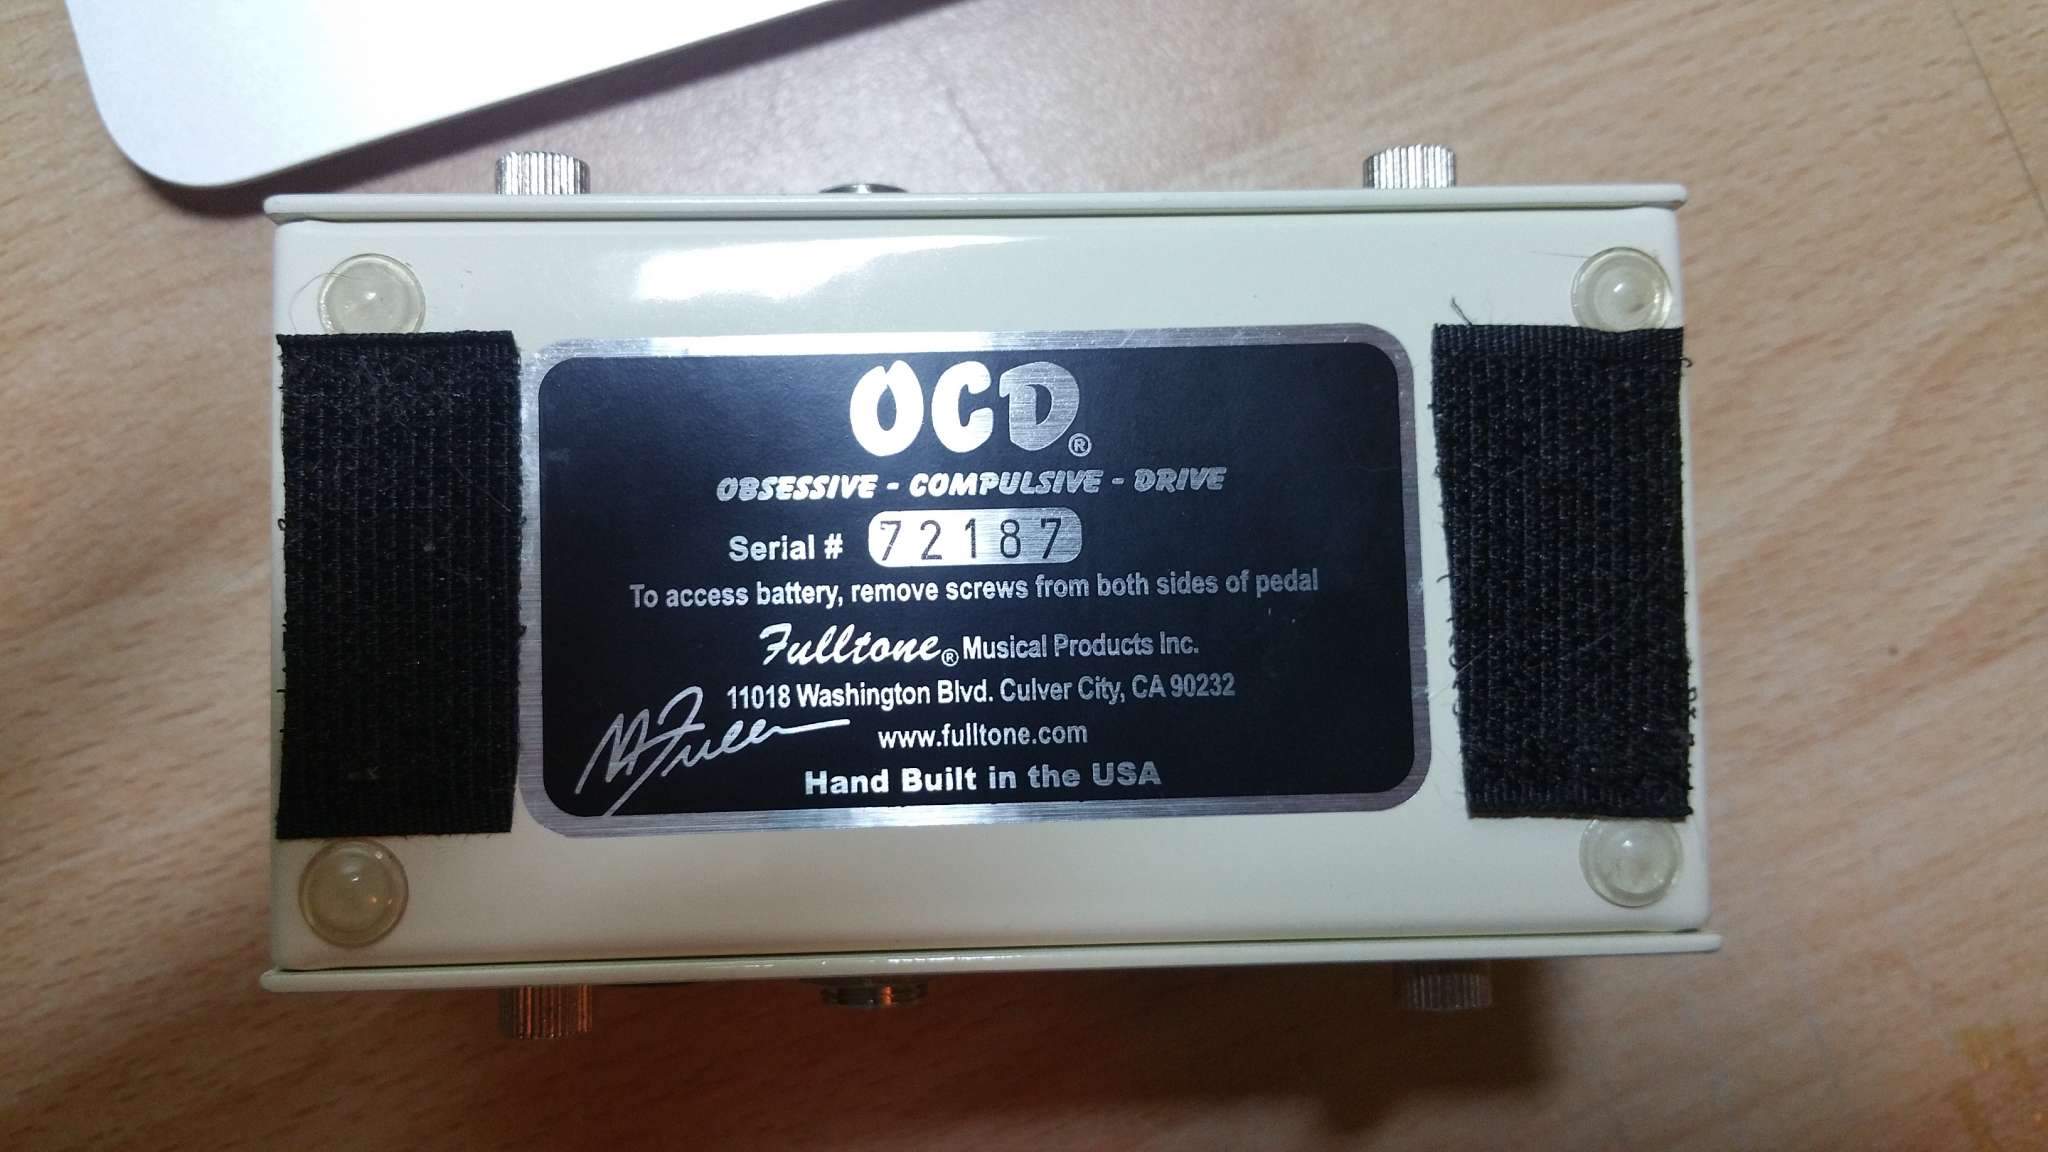 OCD®
OBSESSIVE - COMPULSIVE - DRIVE
Serial # 72187
To access battery, remove screws from both sides of pedal
Fulltone® Musical Products Inc.
11018 Washington Blvd. Culver City, CA 90232
www.fulltone.com
Hand Built in the USA